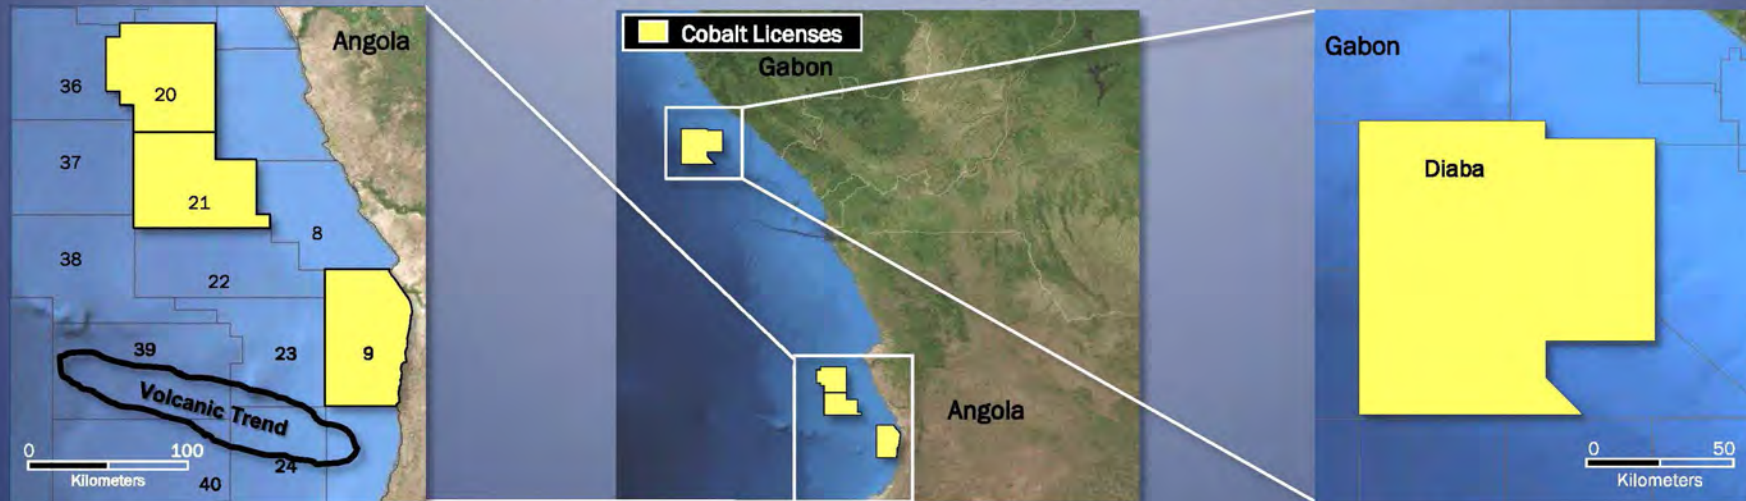 Angola
36
20
37
21
8
38
22
39
23
9
Volcanic Trend
0 100
Kilometers
24
40
Cobalt Licenses
Gabon
Angola
Gabon
Diaba
0 50
Kilometers